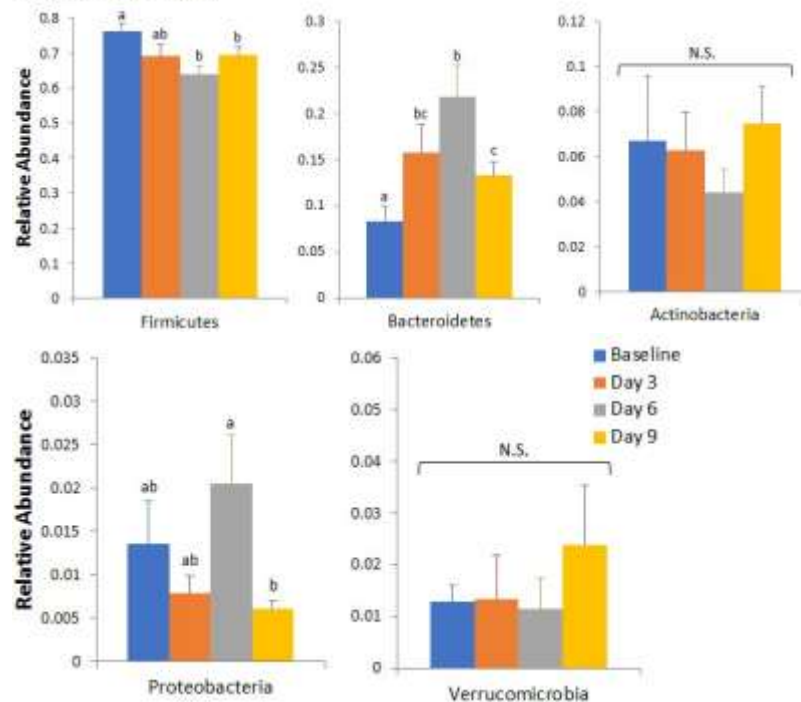 Relative Abundance
0.8
0.7
0.6
0.5
0.4
0.3
0.2
0.1
0
a
ab
b
b
Firmicutes
0.3
0.25
0.2
0.15
0.1
0.05
0
a
bc
b
c
Bacteroidetes
0.12
0.1
0.08
0.06
0.04
0.02
0
N.S.
Actinobacteria
Relative Abundance
0.035
0.03
0.025
0.02
0.015
0.01
0.005
0
ab
ab
a
b
Proteobacteria
0.06
0.05
0.04
0.03
0.02
0.01
0
N.S.
Verrucomicrobia
Baseline
Day 3
Day 6
Day 9